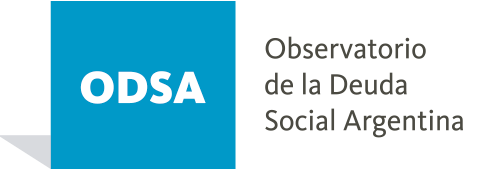 ODSA
Observatorio
de la Deuda
Social Argentina